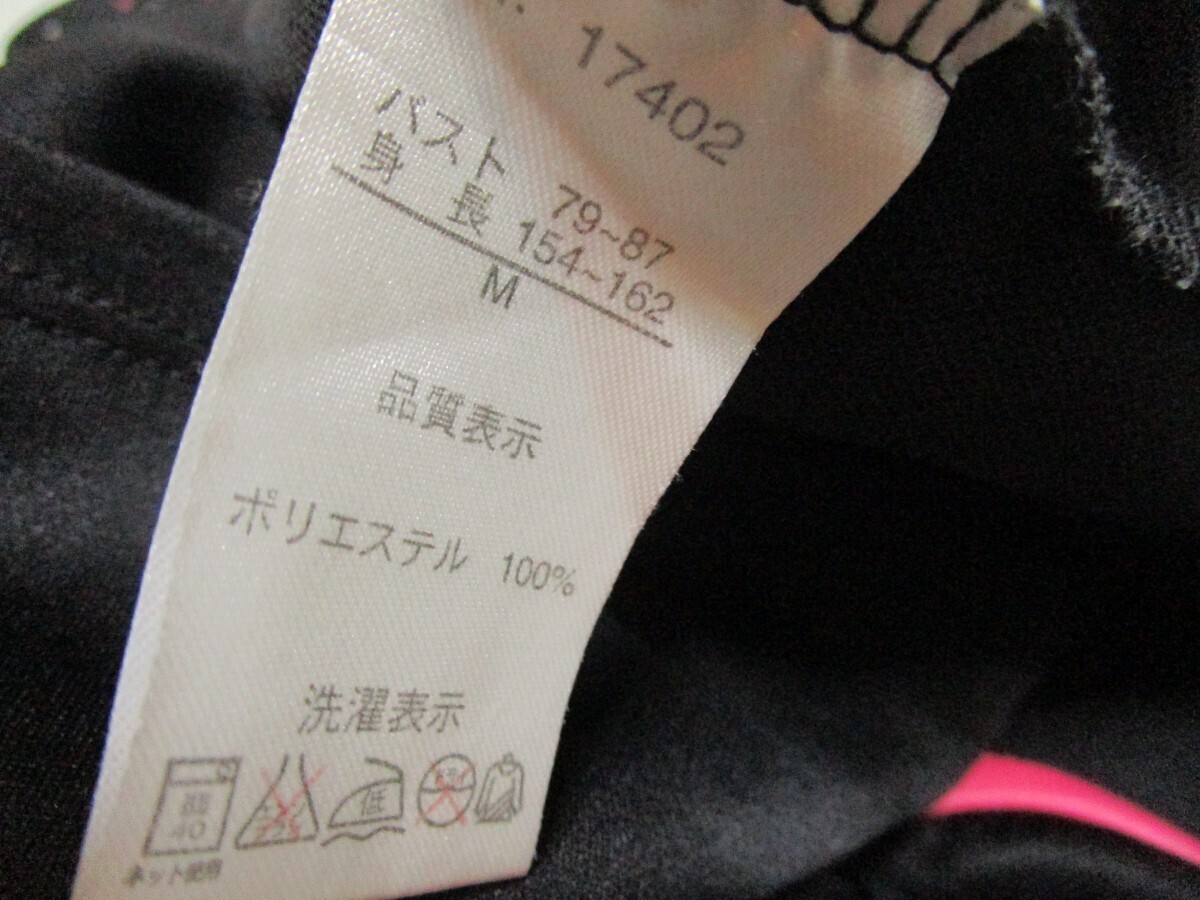 17402
バスト 79~87
身 長 154~162
M
品質表示
ポリエステル 100%
洗濯表示
40 低
ネット使用